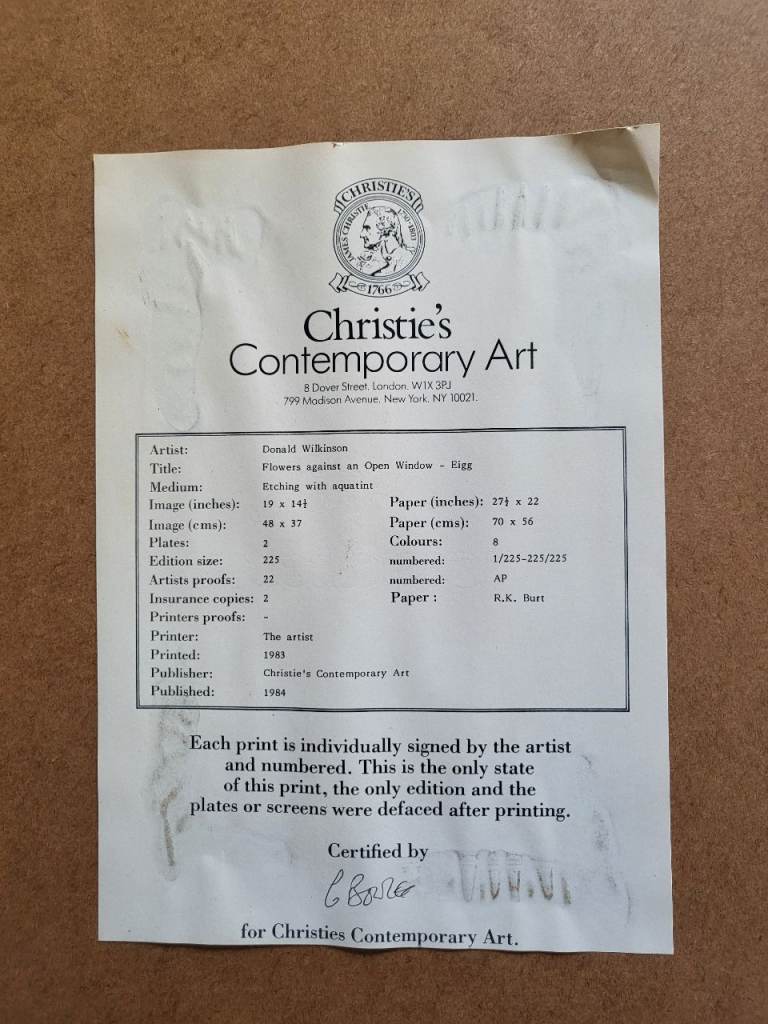 CHRISTIE'S
JAMES CHRISTIE 1730-1803
1766
Christie's
Contemporary Art
8 Dover Street, London, W1X 3PJ
799 Madison Avenue, New York, NY 10021.
Artist: Donald Wilkinson
Title: Flowers against an Open Window - Eigg
Medium: Etching with aquatint
Image (inches): 19 x 14½ Paper (inches): 27½ x 22
Image (cms): 48 x 37 Paper (cms): 70 x 56
Plates: 2 Colours: 8
Edition size: 225 numbered: 1/225-225/225
Artists proofs: 22 numbered: AP
Insurance copies: 2 Paper : R.K. Burt
Printers proofs: -
Printer: The artist
Printed: 1983
Publisher: Christie's Contemporary Art
Published: 1984
Each print is individually signed by the artist
and numbered. This is the only state
of this print, the only edition and the
plates or screens were defaced after printing.
Certified by
for Christies Contemporary Art.